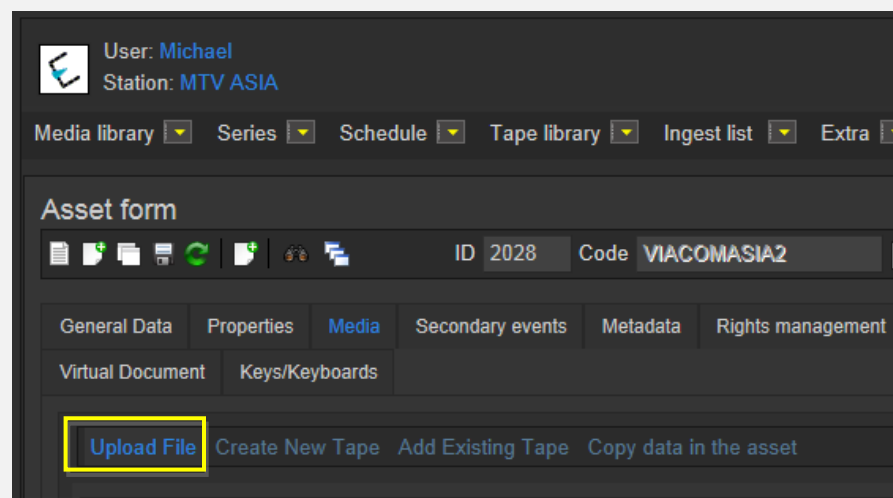 User: Michael
Station: MTV ASIA
Media library Series Schedule Tape library Ingest list Extra
Asset form
ID 2028 Code VIACOMASIA2
General Data Properties Media Secondary events Metadata Rights management
Virtual Document Keys/Keyboards
Upload File Create New Tape Add Existing Tape Copy data in the asset